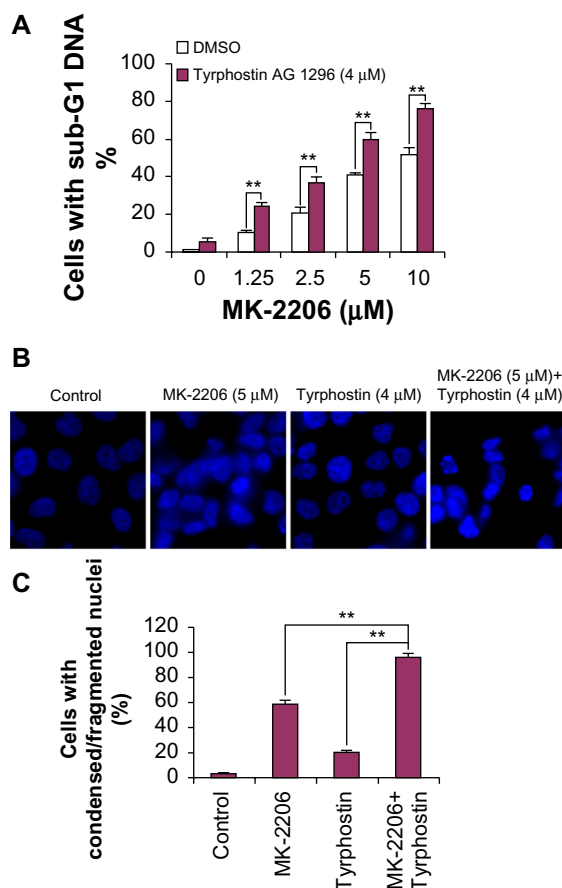 A
DMSO
Tyrphostin AG 1296 (4 μM)
Cells with sub-G1 DNA
%
100
80
60
40
20
0
**
**
**
**
0 1.25 2.5 5 10
MK-2206 (μM)
B
Control
MK-2206 (5 μM)
Tyrphostin (4 μM)
MK-2206 (5 μM)+
Tyrphostin (4 μM)
C
Cells with
condensed/fragmented nuclei
(%)
120
100
80
60
40
20
0
**
**
Control
MK-2206
Tyrphostin
MK-2206+
Tyrphostin